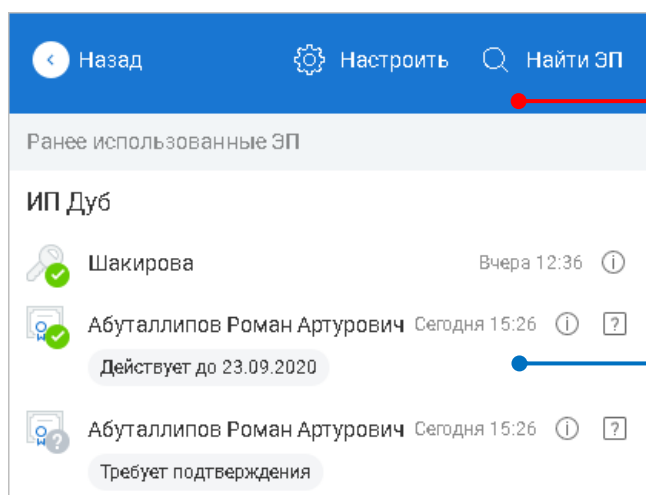 Назад Настроить Найти ЭП
Ранее использованные ЭП
ИП Дуб
Шакирова Вчера 12:36
Абуталлипов Роман Артурович Сегодня 15:26 ?
Действует до 23.09.2020
Абуталлипов Роман Артурович Сегодня 15:26 ?
Требует подтверждения